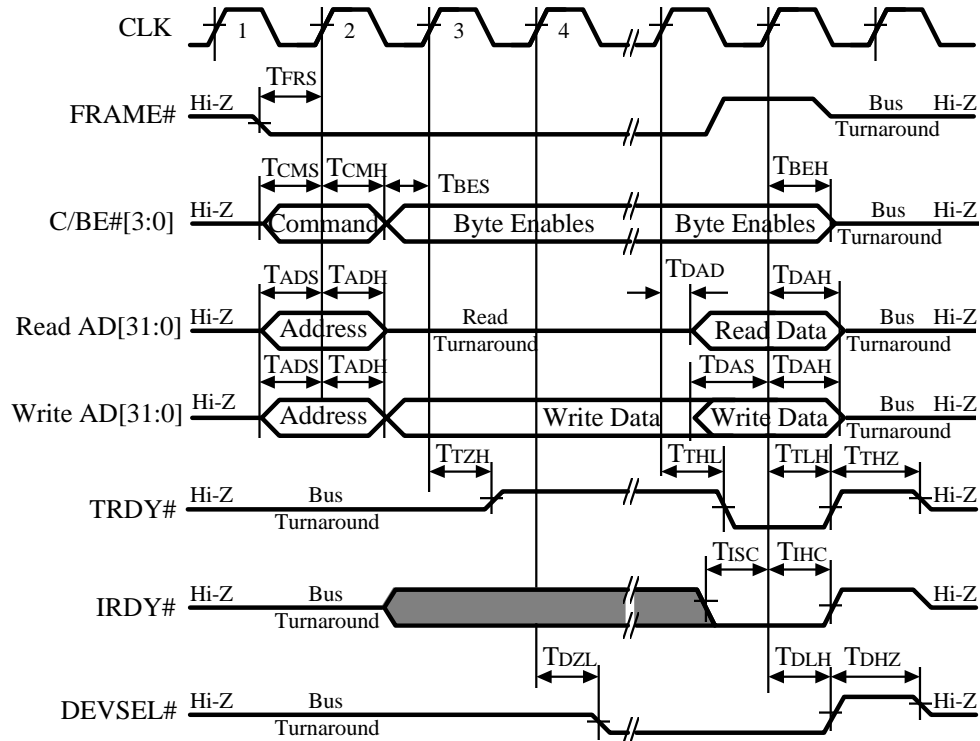 CLK 1 2 3 4
TFRS
FRAME# Hi-Z Bus Hi-Z
Turnaround
TCMS TCMH TBES TBEH
C/BE#[3:0] Hi-Z Command Byte Enables Byte Enables Bus Hi-Z
Turnaround
TADS TADH TDAD TDAH
Read AD[31:0] Hi-Z Address Read Read Data Bus Hi-Z
Turnaround Turnaround
TADS TADH TDAS TDAH
Write AD[31:0] Hi-Z Address Write Data Write Data Bus Hi-Z
Turnaround
TTZH TTHL TTLH TTHZ
TRDY# Hi-Z Bus Hi-Z
Turnaround
TISC TIHC
IRDY# Hi-Z Bus Hi-Z
Turnaround
TDZL TDLH TDHZ
DEVSEL# Hi-Z Bus Hi-Z
Turnaround